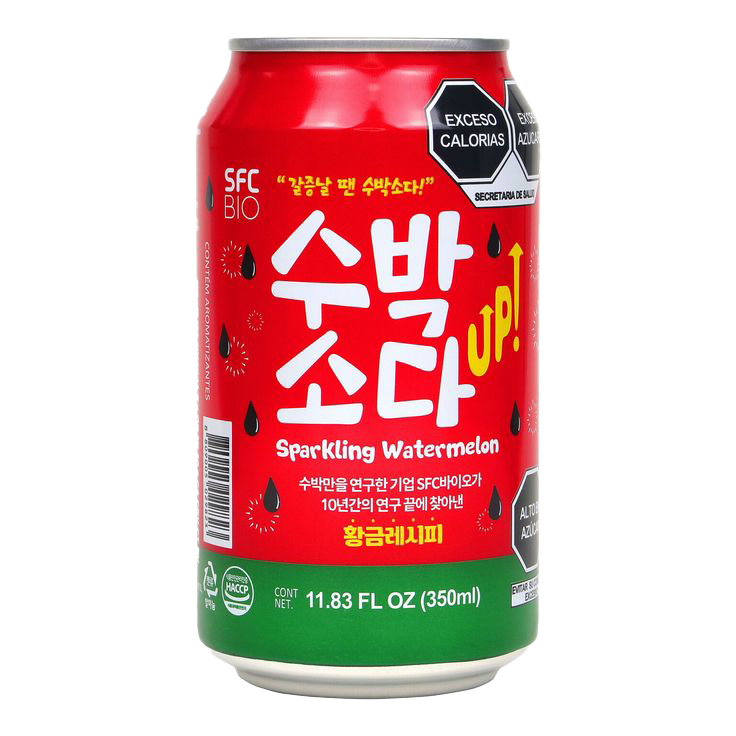 SFC
BIO
"갈증날 땐 수박소다!"
수박
소다
UP!
Sparkling Watermelon
수박만을 연구한 기업 SFC바이오가
10년간의 연구 끝에 찾아낸
황금레시피
CONT
NET.
11.83 FL OZ (350ml)
EXCESO
CALORIAS
SECRETARIA DE SALUD
CONTÉM AROMATIZANTES
HACCP
ALTO